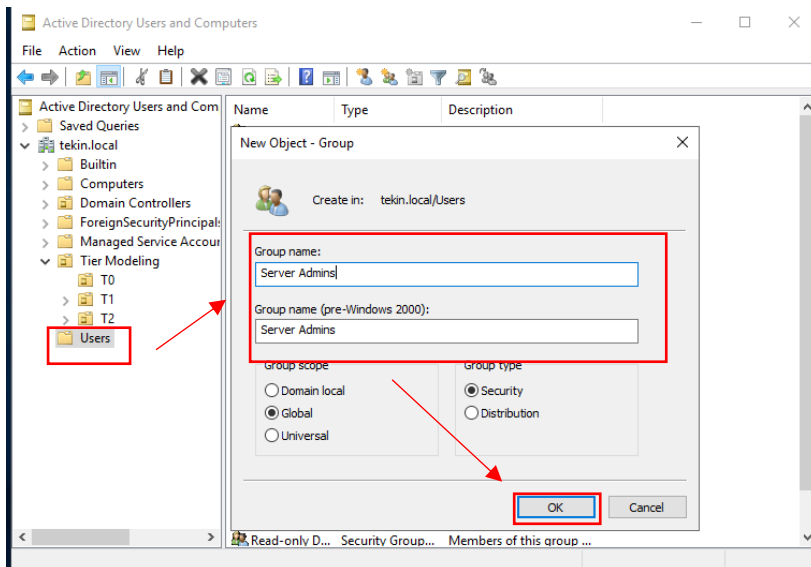 Active Directory Users and Computers
File Action View Help
Active Directory Users and Com
Saved Queries
tekin.local
Builtin
Computers
Domain Controllers
ForeignSecurityPrincipals
Managed Service Accour
Tier Modeling
T0
T1
T2
Users
Name Type Description
New Object - Group
Create in: tekin.local/Users
Group name:
Server Admins
Group name (pre-Windows 2000):
Server Admins
Group scope
Domain local
Global
Universal
Group type
Security
Distribution
OK Cancel
Read-only D... Security Group... Members of this group ...